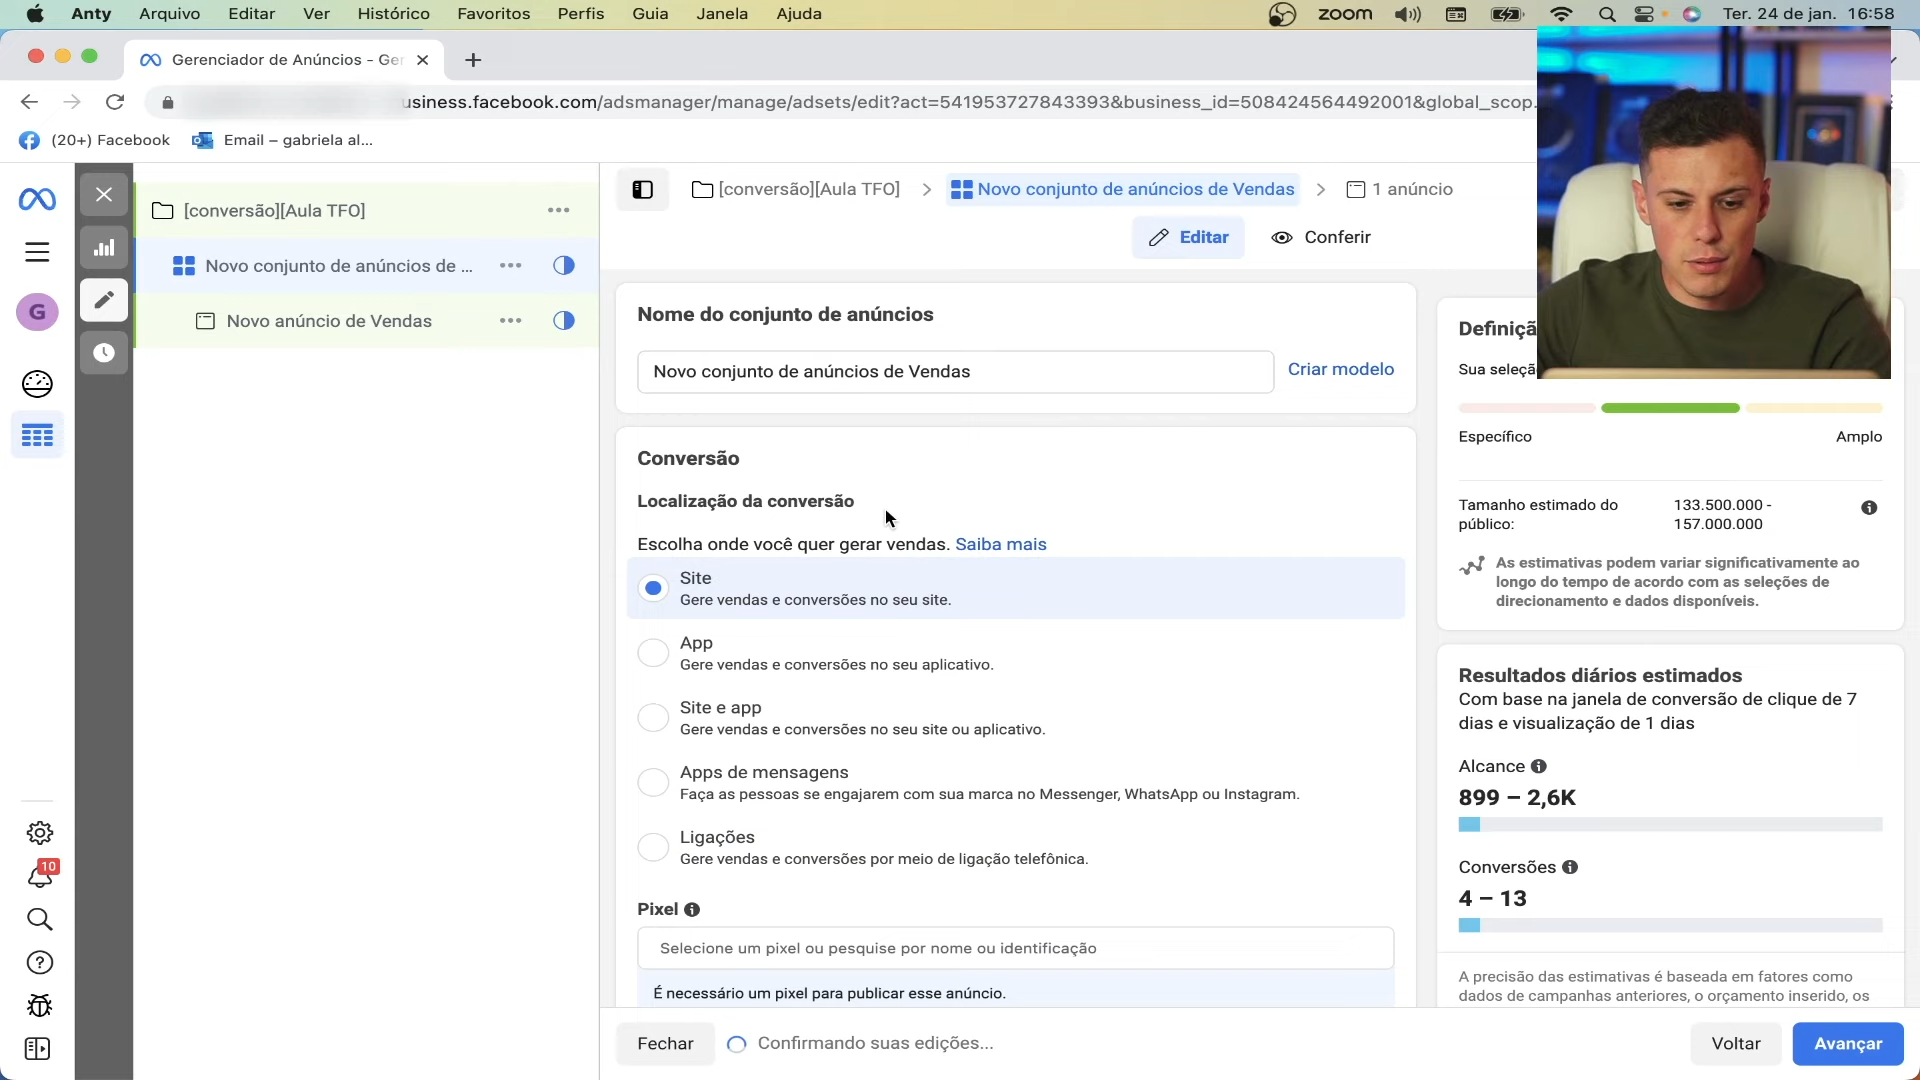 Anty Arquivo Editar Ver Histórico Favoritos Perfis Guia Janela Ajuda zoom Ter. 24 de jan. 16:58
Gerenciador de Anúncios - Ger
usiness.facebook.com/adsmanager/manage/adsets/edit?act=541953727843393&business_id=508424564492001&global_scop.
(20+) Facebook Email – gabriela al...
[conversão][Aula TFO] > Novo conjunto de anúncios de Vendas > 1 anúncio
[conversão][Aula TFO] ...
Editar Conferir
Novo conjunto de anúncios de ... ...
G
Novo anúncio de Vendas ...
Nome do conjunto de anúncios
Novo conjunto de anúncios de Vendas
Criar modelo
Conversão
Localização da conversão
Escolha onde você quer gerar vendas. Saiba mais
Site
Gere vendas e conversões no seu site.
App
Gere vendas e conversões no seu aplicativo.
Site e app
Gere vendas e conversões no seu site ou aplicativo.
Apps de mensagens
Faça as pessoas se engajarem com sua marca no Messenger, WhatsApp ou Instagram.
Ligações
Gere vendas e conversões por meio de ligação telefônica.
Pixel
Selecione um pixel ou pesquise por nome ou identificação
É necessário um pixel para publicar esse anúncio.
Definiçã
Sua seleçã
Específico Amplo
Tamanho estimado do
público:
133.500.000 -
157.000.000
As estimativas podem variar significativamente ao
longo do tempo de acordo com as seleções de
direcionamento e dados disponíveis.
Resultados diários estimados
Com base na janela de conversão de clique de 7
dias e visualização de 1 dias
Alcance
899 – 2,6K
Conversões
4 – 13
A precisão das estimativas é baseada em fatores como
dados de campanhas anteriores, o orçamento inserido, os
10
Fechar Confirmando suas edições... Voltar Avançar